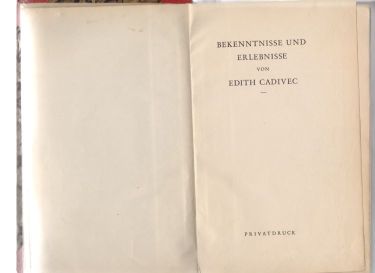 BEKENNTNISSE UND
ERLEBNISSE
VON
EDITH CADIVEC
PRIVATDRUCK